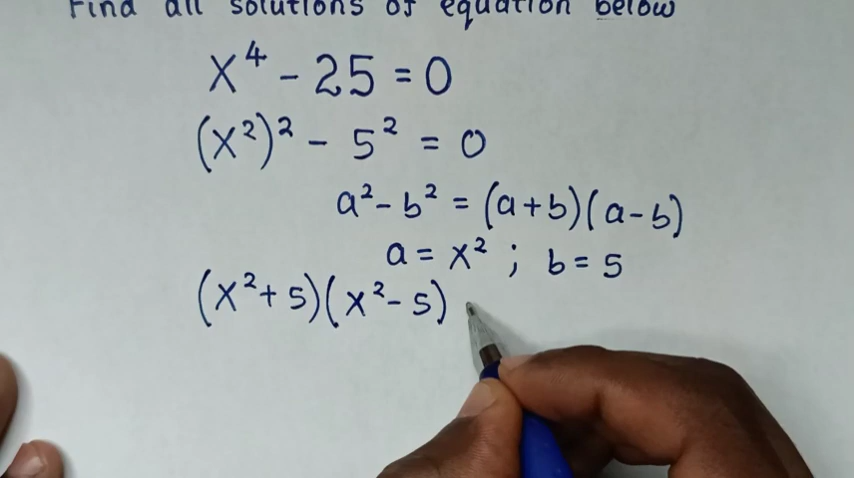 Find all solutions of equation below
x⁴ - 25 = 0
(x²)² - 5² = 0
a² - b² = (a+b)(a-b)
a = x² ; b = 5
(x²+5)(x²-5)